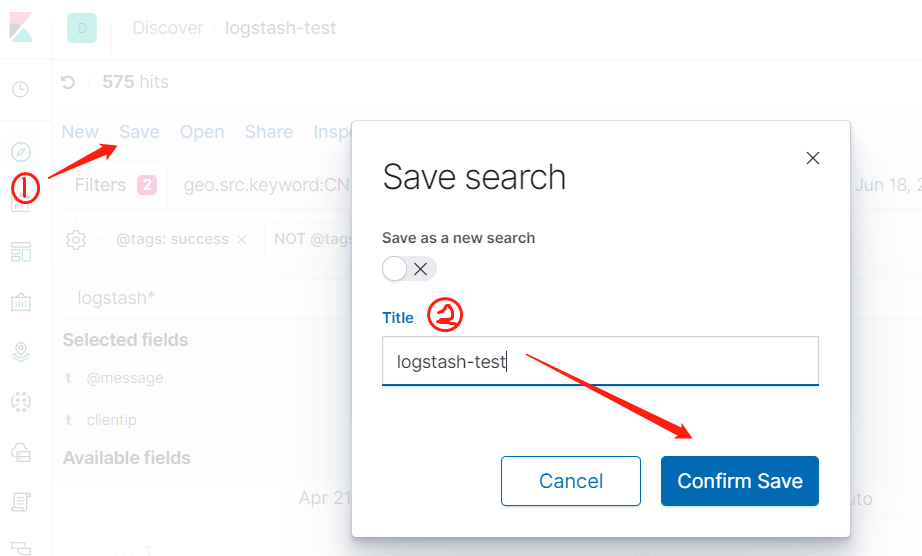 D Discover / logstash-test
/ 575 hits
New Save Open Share Inspe
①
Filters 2 geo.src.keyword:CN Jun 18, 2
@tags: success × NOT @tags
logstash*
Selected fields
t @message
t clientip
Available fields
Apr 21
uto
Save search
Save as a new search
Title ②
logstash-test
Cancel Confirm Save